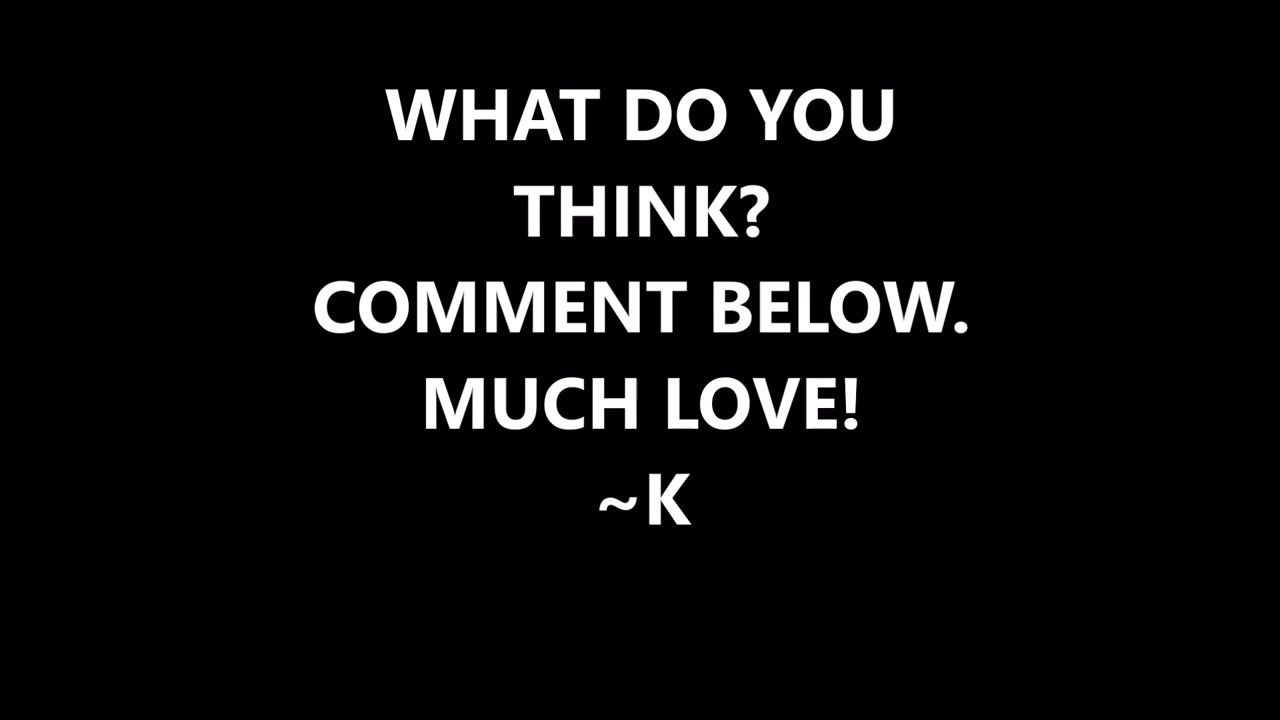 WHAT DO YOU
THINK?
COMMENT BELOW.
MUCH LOVE!
~K